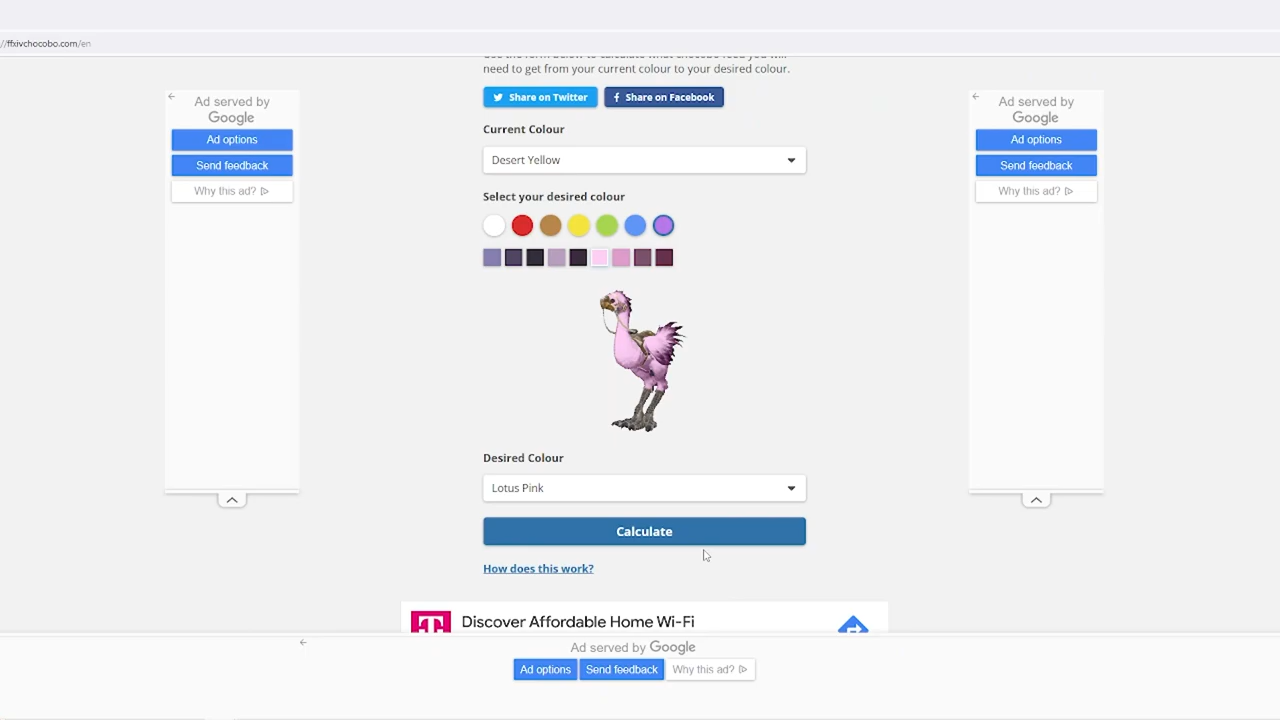 //ffxivchocobo.com/en
need to get from your current colour to your desired colour.
Share on Twitter
Share on Facebook
Current Colour
Desert Yellow
Select your desired colour
Desired Colour
Lotus Pink
Calculate
How does this work?
Discover Affordable Home Wi-Fi
Ad served by
Google
Ad options
Send feedback
Why this ad?
Ad served by
Google
Ad options
Send feedback
Why this ad?
Ad served by Google
Ad options
Send feedback
Why this ad?